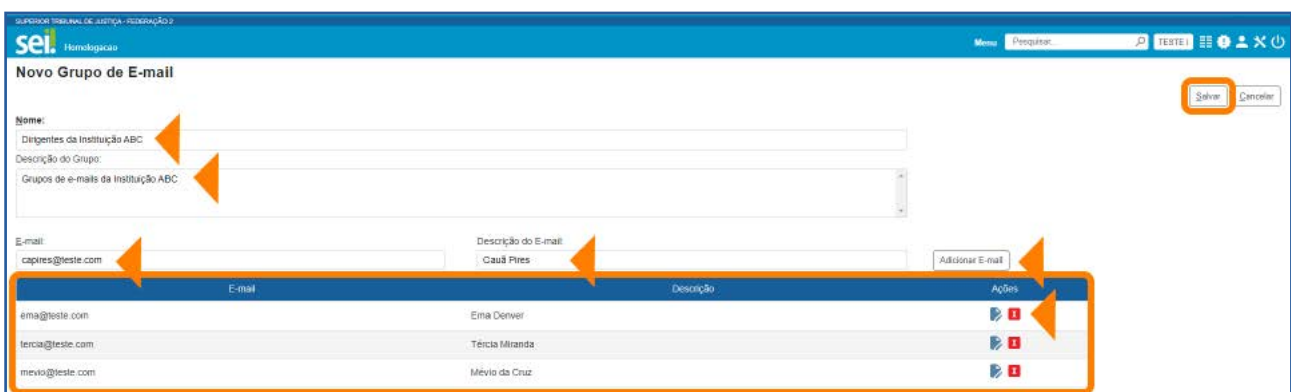 SUPERIOR TRIBUNAL DE JUSTIÇA - FEDERAÇÃO 2
sei. Homologacao Menu Pesquisar...
Novo Grupo de E-mail
Salvar Cancelar
Nome:
Dirigentes da Instituição ABC
Descrição do Grupo:
Grupos de e-mails da Instituição ABC
E-mail: Descrição do E-mail:
capires@teste.com Cauã Pires Adicionar E-mail
E-mail Descrição Ações
ema@teste.com Ema Denwer
tercia@teste.com Tércia Miranda
mevio@teste.com Mévio da Cruz